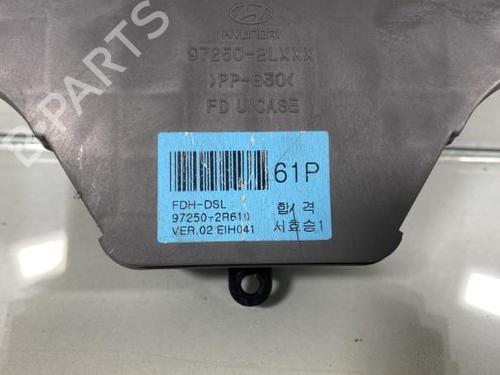 HYUNDAI
97250-2LXXX
>PP-G30<
FD U/CASE
61P
FDH-DSL
97250-2R610
VER.02 EIH041
합 격
서효승1
B-Parts